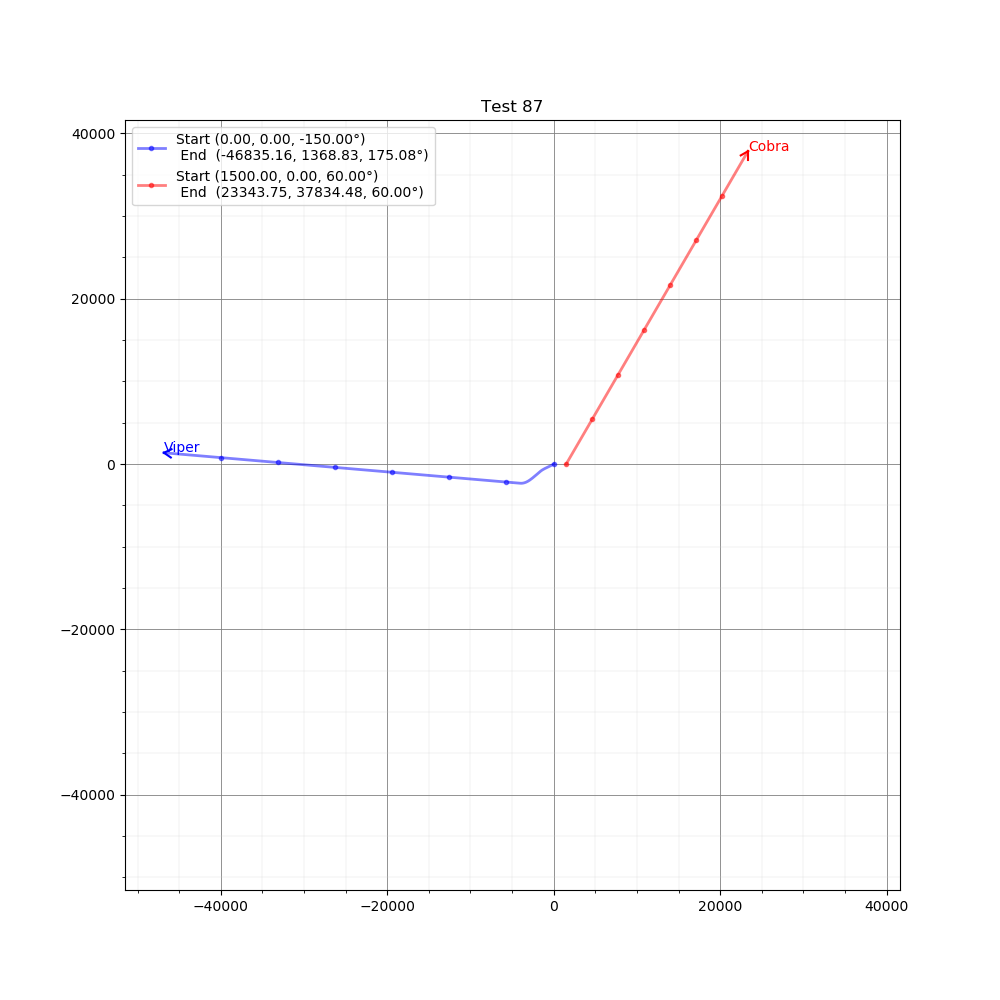 Test 87
Start (0.00, 0.00, -150.00°)
End (-46835.16, 1368.83, 175.08°)
Start (1500.00, 0.00, 60.00°)
End (23343.75, 37834.48, 60.00°)
Cobra
Viper
40000
20000
0
−20000
−40000
−40000
−20000
0
20000
40000